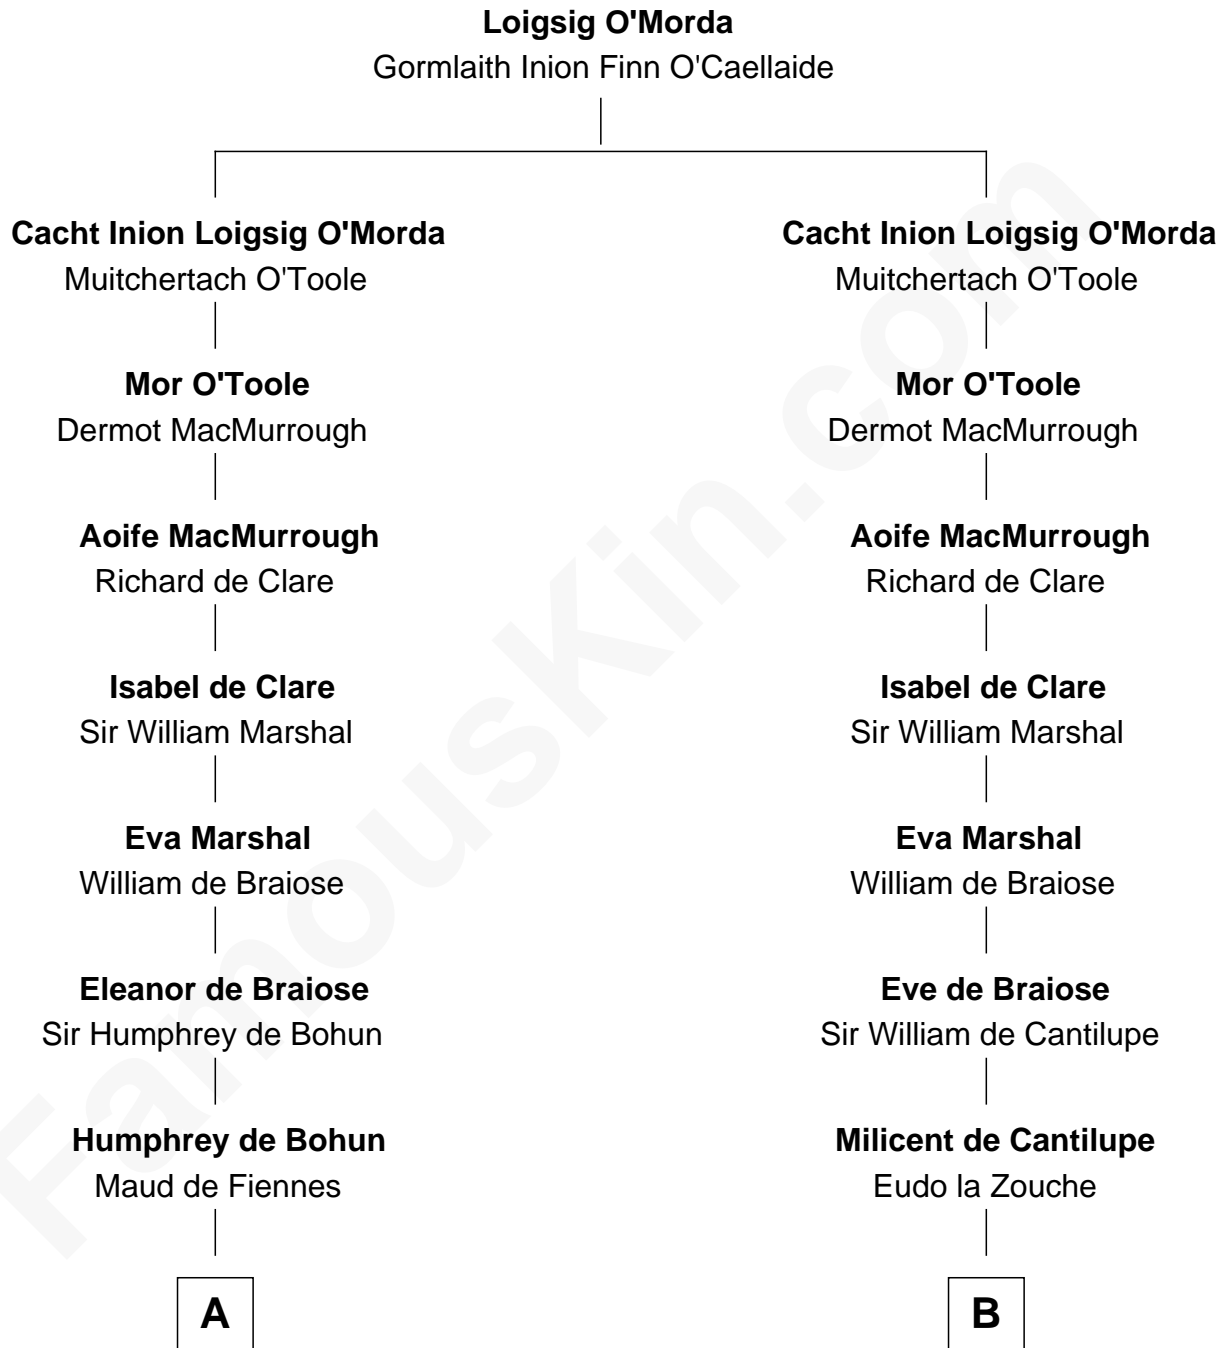 Loigsig O'Morda
Gormlaith Inion Finn O'Caellaide
Cacht Inion Loigsig O'Morda
Muitchertach O'Toole
Mor O'Toole
Dermot MacMurrough
Aoife MacMurrough
Richard de Clare
Isabel de Clare
Sir William Marshal
Eva Marshal
William de Braiose
Eleanor de Braiose
Sir Humphrey de Bohun
Humphrey de Bohun
Maud de Fiennes
A
Cacht Inion Loigsig O'Morda
Muitchertach O'Toole
Mor O'Toole
Dermot MacMurrough
Aoife MacMurrough
Richard de Clare
Isabel de Clare
Sir William Marshal
Eva Marshal
William de Braiose
Eve de Braiose
Sir William de Cantilupe
Milicent de Cantilupe
Eudo la Zouche
B
FamousKin.com